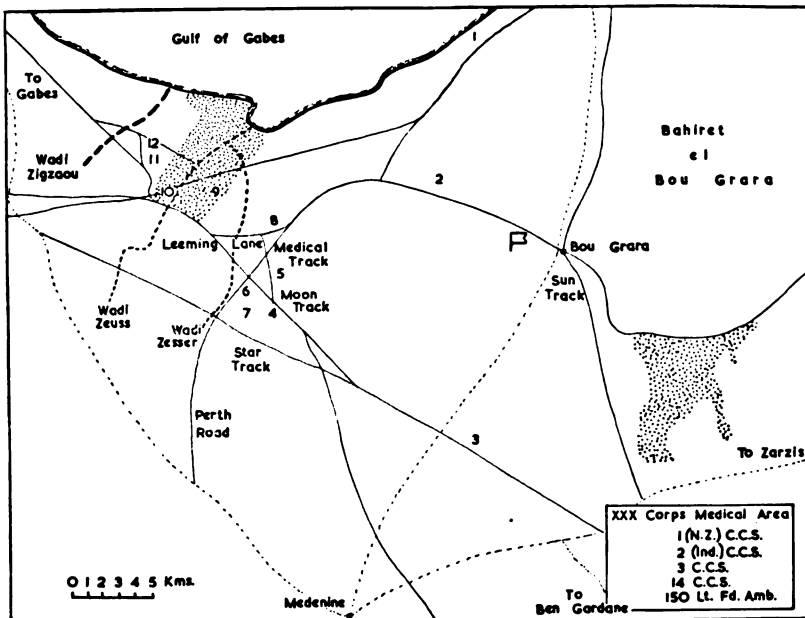 Gulf of Gabes
1
To
Gabes
Wadi
Zigzaou
12
11
10
9
2
Bahiret
el
Bou Grara
8
Leeming Lane
Medical
Track
5
Bou Grara
Sun
Track
6
7
4
Moon
Track
Wadi
Zeuss
Wadi
Zesser
Star
Track
Perth
Road
3
To Zarzis
XXX Corps Medical Area
1 (N.Z.) C.C.S.
2 (Ind.) C.C.S.
3 C.C.S.
14 C.C.S.
150 Lt. Fd. Amb.
0 1 2 3 4 5 Kms.
Medenine
To
Ben Gardane